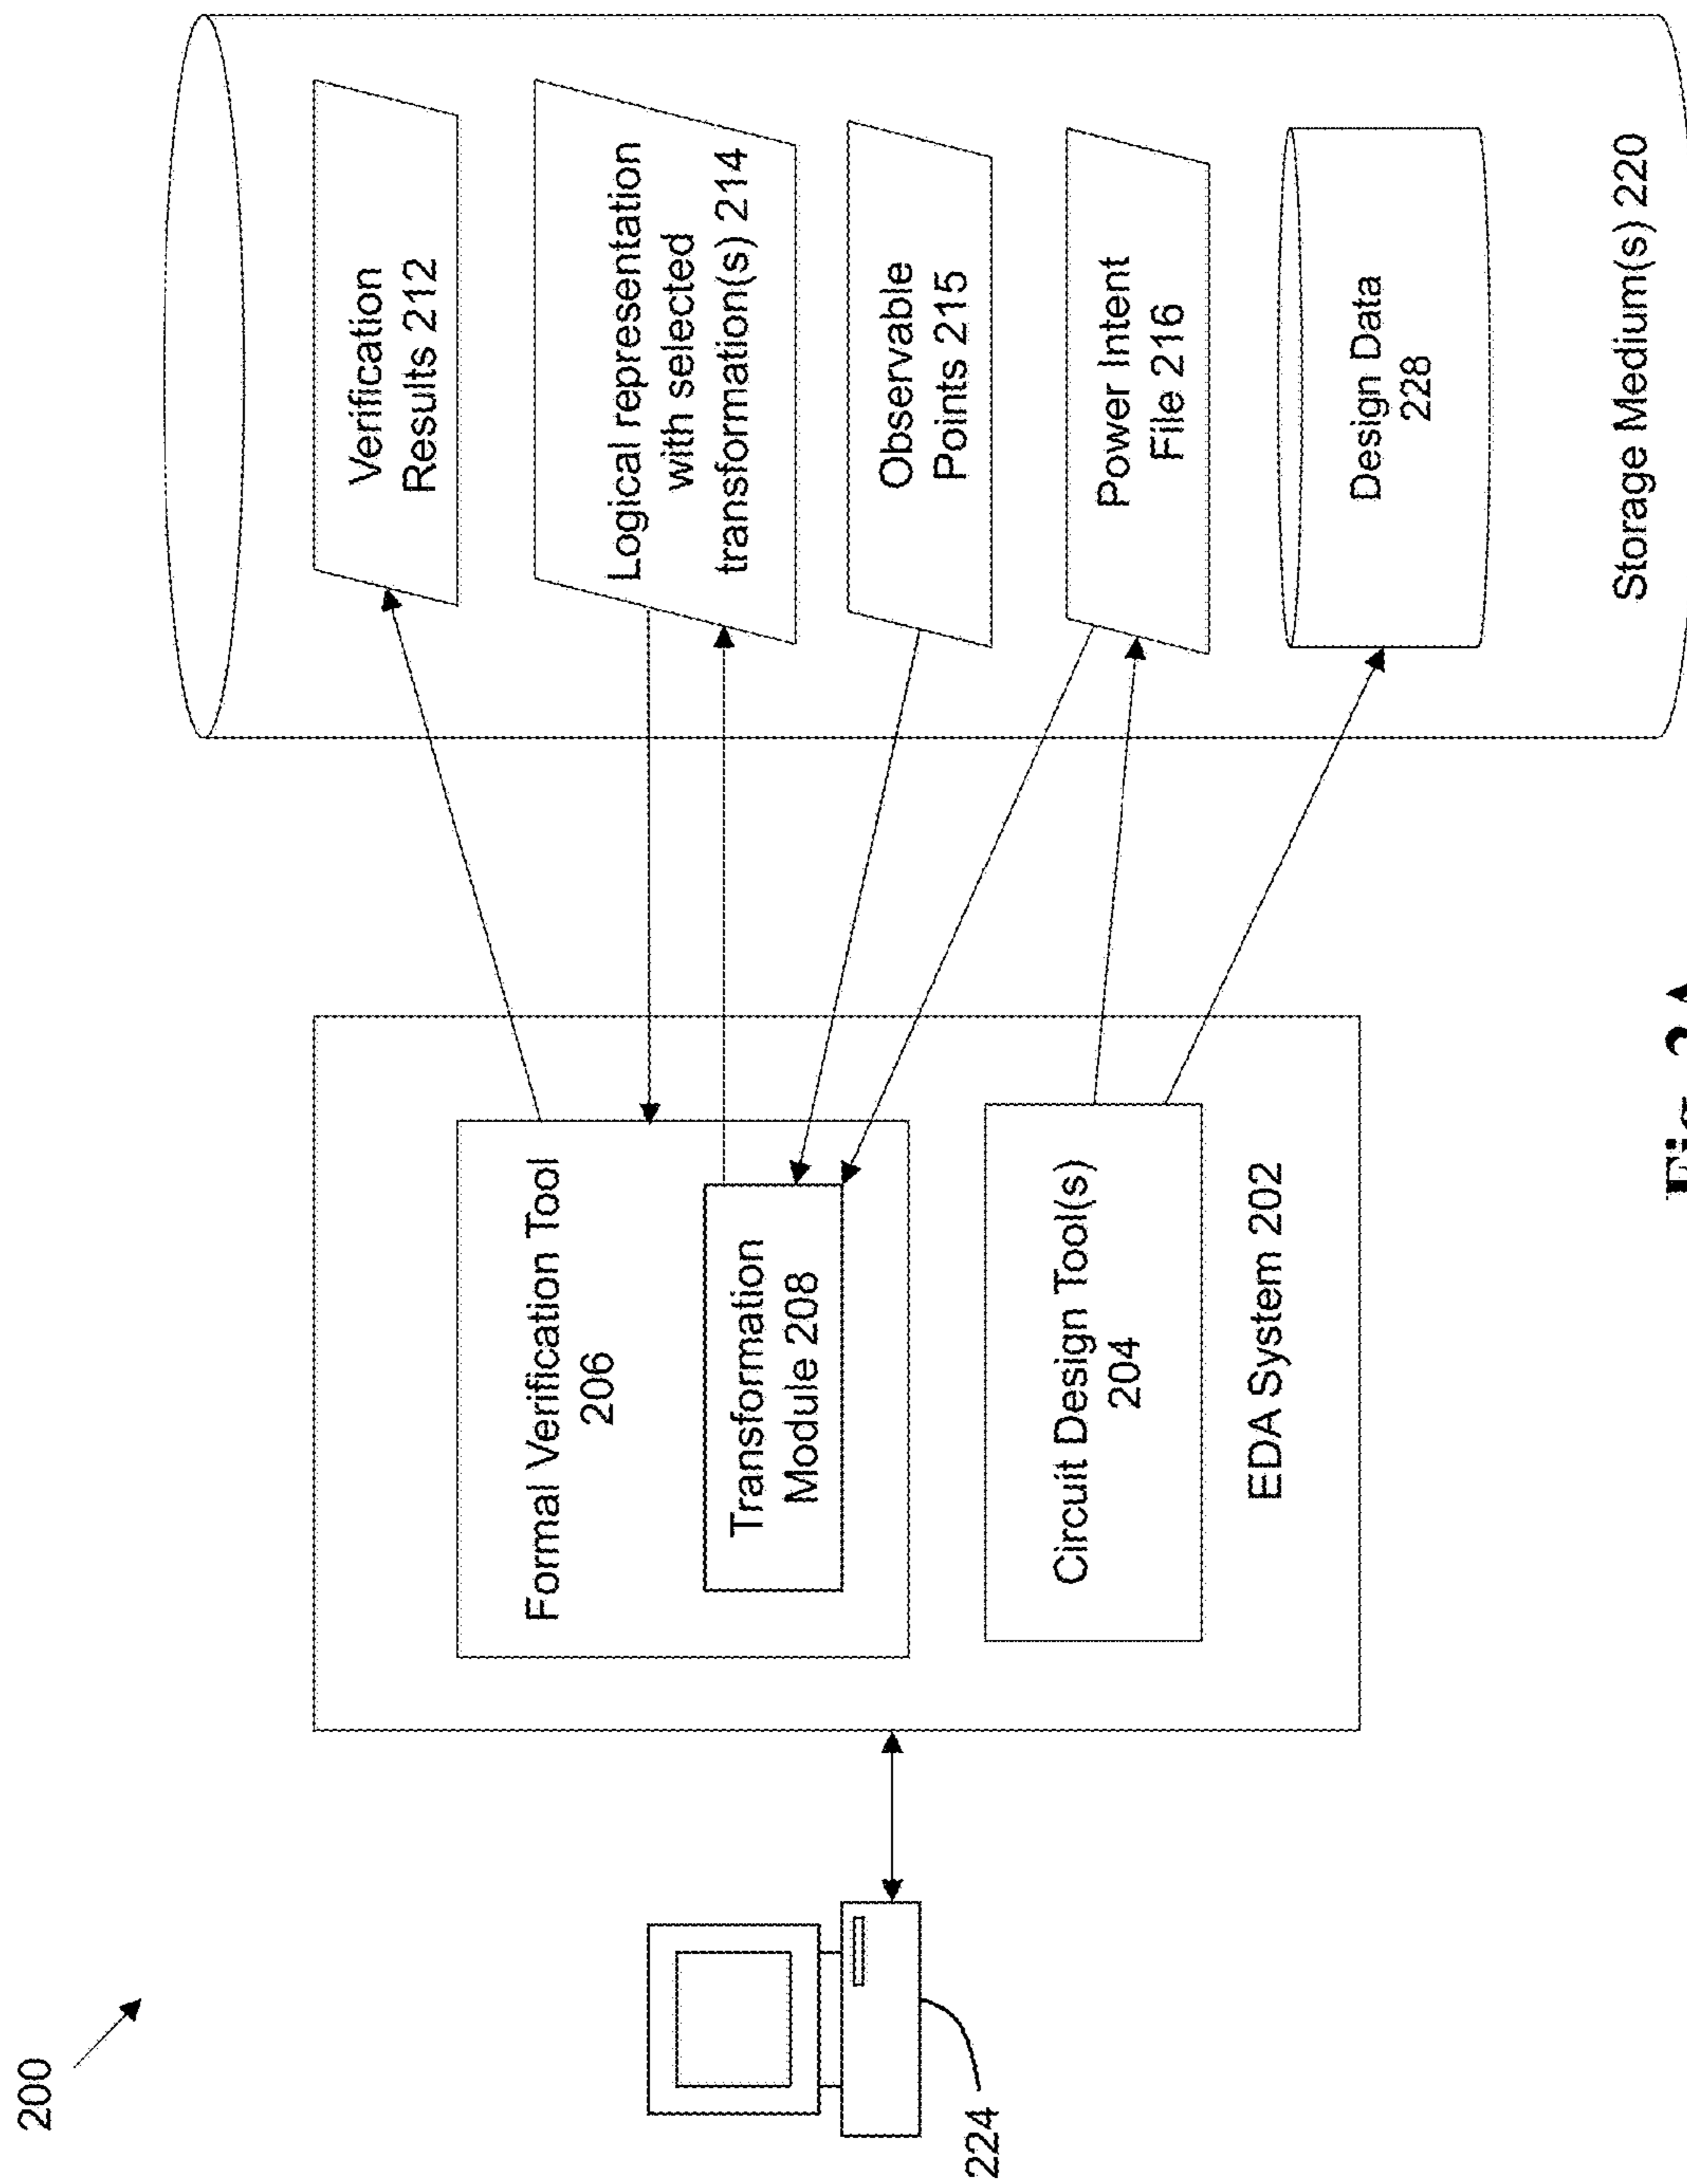 200
224
Formal Verification Tool
206
Transformation
Module 208
Circuit Design Tool(s)
204
EDA System 202
Verification
Results 212
Logical representation
with selected
transformation(s) 214
Observable
Points 215
Power Intent
File 216
Design Data
228
Storage Medium(s) 220